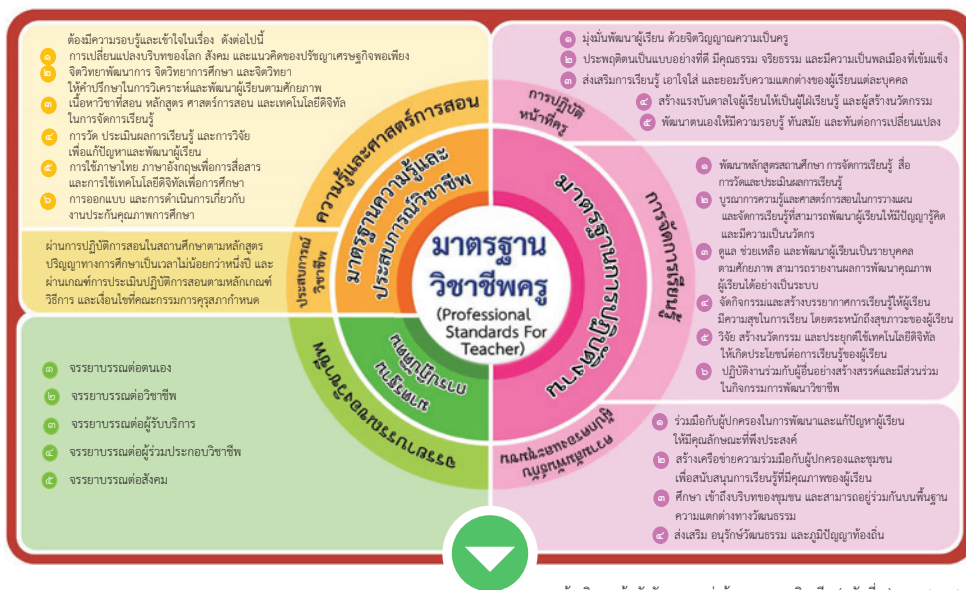 ต้องมีความรอบรู้และเข้าใจในเรื่อง ดังต่อไปนี้
๑ การเปลี่ยนแปลงบริบทของโลก สังคม และแนวคิดของปรัชญาเศรษฐกิจพอเพียง
๒ จิตวิทยาพัฒนาการ จิตวิทยาการศึกษา และจิตวิทยา
ให้คำปรึกษาในการวิเคราะห์และพัฒนาผู้เรียนตามศักยภาพ
๓ เนื้อหาวิชาที่สอน หลักสูตร ศาสตร์การสอน และเทคโนโลยีดิจิทัล
ในการจัดการเรียนรู้
๔ การวัด ประเมินผลการเรียนรู้ และการวิจัย
เพื่อแก้ปัญหาและพัฒนาผู้เรียน
๕ การใช้ภาษาไทย ภาษาอังกฤษเพื่อการสื่อสาร
และการใช้เทคโนโลยีดิจิทัลเพื่อการศึกษา
๖ การออกแบบ และการดำเนินการเกี่ยวกับ
งานประกันคุณภาพการศึกษา
ความรู้และศาสตร์การสอน
ผ่านการปฏิบัติการสอนในสถานศึกษาตามหลักสูตร
ปริญญาทางการศึกษาเป็นเวลาไม่น้อยกว่าหนึ่งปี และ
ผ่านเกณฑ์การประเมินปฏิบัติการสอนตามหลักเกณฑ์
วิธีการ และเงื่อนไขที่คณะกรรมการคุรุสภากำหนด
ประสบการณ์
วิชาชีพ
มาตรฐานความรู้และ
ประสบการณ์วิชาชีพ
มาตรฐาน
วิชาชีพครู
(Professional
Standards For
Teacher)
๑ จรรยาบรรณต่อตนเอง
๒ จรรยาบรรณต่อวิชาชีพ
๓ จรรยาบรรณต่อผู้รับบริการ
๔ จรรยาบรรณต่อผู้ร่วมประกอบวิชาชีพ
๕ จรรยาบรรณต่อสังคม
จรรยาบรรณของวิชาชีพ
มาตรฐาน
การปฏิบัติตน
มาตรฐานการปฏิบัติงาน
การปฏิบัติ
หน้าที่ครู
๑ มุ่งมั่นพัฒนาผู้เรียน ด้วยจิตวิญญาณความเป็นครู
๒ ประพฤติตนเป็นแบบอย่างที่ดี มีคุณธรรม จริยธรรม และมีความเป็นพลเมืองที่เข้มแข็ง
๓ ส่งเสริมการเรียนรู้ เอาใจใส่ และยอมรับความแตกต่างของผู้เรียนแต่ละบุคคล
๔ สร้างแรงบันดาลใจผู้เรียนให้เป็นผู้ใฝ่เรียนรู้ และผู้สร้างนวัตกรรม
๕ พัฒนาตนเองให้มีความรอบรู้ ทันสมัย และทันต่อการเปลี่ยนแปลง
การจัดการเรียนรู้
๑ พัฒนาหลักสูตรสถานศึกษา การจัดการเรียนรู้ สื่อ
การวัดและประเมินผลการเรียนรู้
๒ บูรณาการความรู้และศาสตร์การสอนในการวางแผน
และจัดการเรียนรู้ที่สามารถพัฒนาผู้เรียนให้มีปัญญารู้คิด
และมีความเป็นนวัตกร
๓ ดูแล ช่วยเหลือ และพัฒนาผู้เรียนเป็นรายบุคคล
ตามศักยภาพ สามารถรายงานผลการพัฒนาคุณภาพ
ผู้เรียนได้อย่างเป็นระบบ
๔ จัดกิจกรรมและสร้างบรรยากาศการเรียนรู้ให้ผู้เรียน
มีความสุขในการเรียน โดยตระหนักถึงสุขภาวะของผู้เรียน
๕ วิจัย สร้างนวัตกรรม และประยุกต์ใช้เทคโนโลยีดิจิทัล
ให้เกิดประโยชน์ต่อการเรียนรู้ของผู้เรียน
๖ ปฏิบัติงานร่วมกับผู้อื่นอย่างสร้างสรรค์และมีส่วนร่วม
ในกิจกรรมการพัฒนาวิชาชีพ
ความสัมพันธ์กับ
ผู้ปกครองและชุมชน
๑ ร่วมมือกับผู้ปกครองในการพัฒนาและแก้ปัญหาผู้เรียน
ให้มีคุณลักษณะที่พึงประสงค์
๒ สร้างเครือข่ายความร่วมมือกับผู้ปกครองและชุมชน
เพื่อสนับสนุนการเรียนรู้ที่มีคุณภาพของผู้เรียน
๓ ศึกษา เข้าถึงบริบทของชุมชน และสามารถอยู่ร่วมกันบนพื้นฐาน
ความแตกต่างทางวัฒนธรรม
๔ ส่งเสริม อนุรักษ์วัฒนธรรม และภูมิปัญญาท้องถิ่น